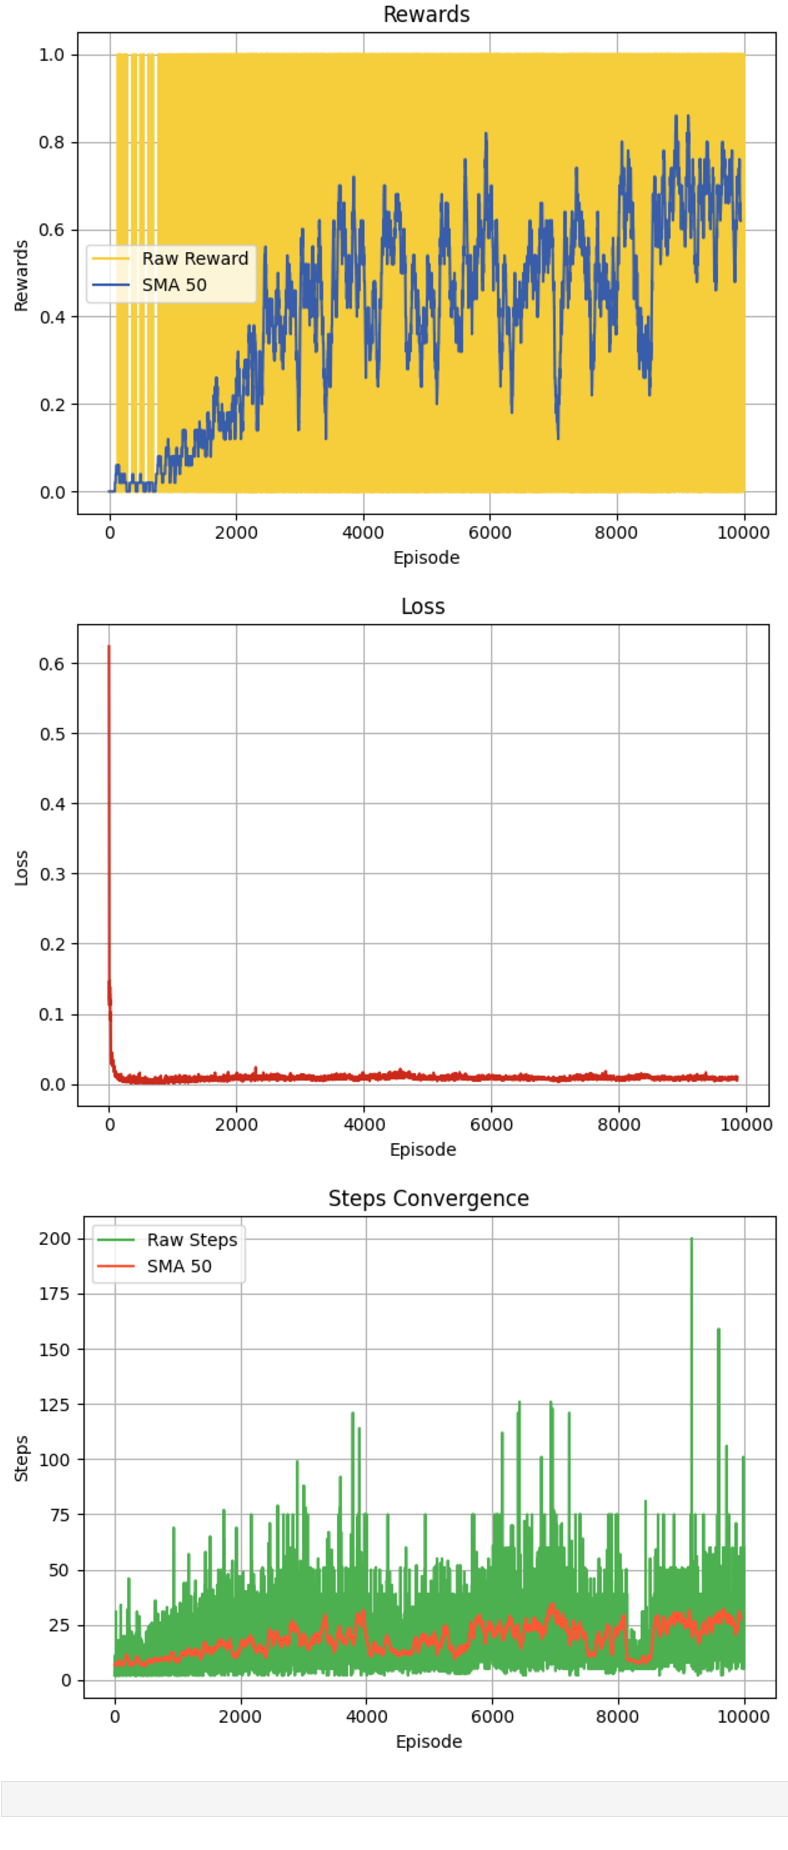 Rewards
1.0
0.8
0.6
0.4
0.2
0.0
Rewards
Raw Reward
SMA 50
0 2000 4000 6000 8000 10000
Episode
Loss
0.6
0.5
0.4
0.3
0.2
0.1
0.0
Loss
0 2000 4000 6000 8000 10000
Episode
Steps Convergence
200
175
150
125
100
75
50
25
0
Steps
Raw Steps
SMA 50
0 2000 4000 6000 8000 10000
Episode